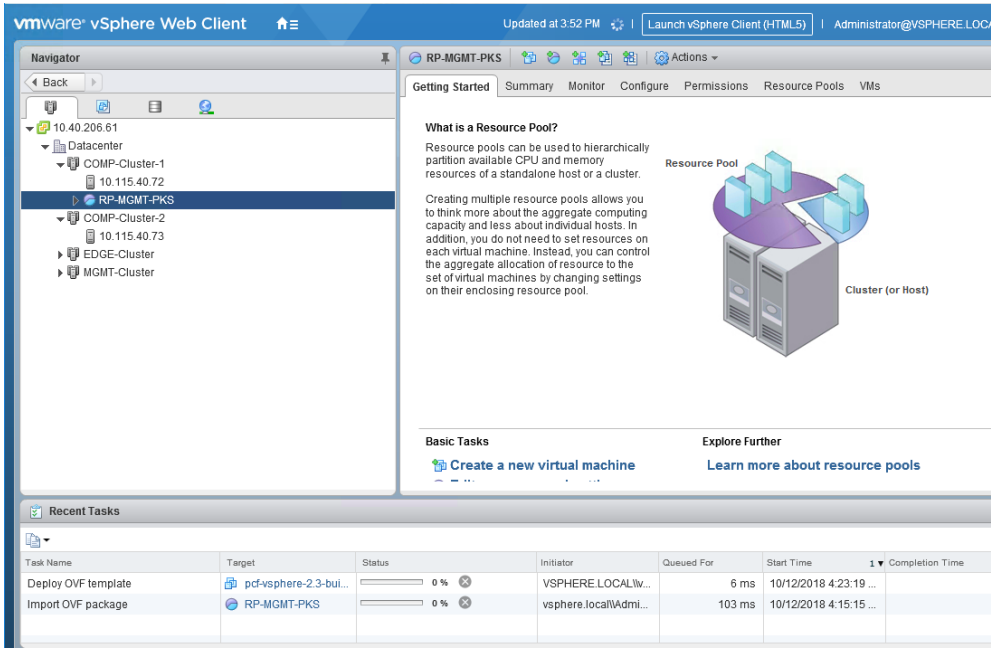 vmware® vSphere Web Client
Updated at 3:52 PM | Launch vSphere Client (HTML5) | Administrator@VSPHERE.LOCA
Navigator
Back
10.40.206.61
Datacenter
COMP-Cluster-1
10.115.40.72
RP-MGMT-PKS
COMP-Cluster-2
10.115.40.73
EDGE-Cluster
MGMT-Cluster
RP-MGMT-PKS Actions
Getting Started Summary Monitor Configure Permissions Resource Pools VMs
What is a Resource Pool?
Resource pools can be used to hierarchically
partition available CPU and memory
resources of a standalone host or a cluster.
Creating multiple resource pools allows you
to think more about the aggregate computing
capacity and less about individual hosts. In
addition, you do not need to set resources on
each virtual machine. Instead, you can control
the aggregate allocation of resource to the
set of virtual machines by changing settings
on their enclosing resource pool.
Resource Pool
Cluster (or Host)
Basic Tasks
Create a new virtual machine
Explore Further
Learn more about resource pools
Recent Tasks
Task Name Target Status Initiator Queued For Start Time 1 Completion Time
Deploy OVF template pcf-vsphere-2.3-bui... 0 % VSPHERE.LOCAL\\v... 6 ms 10/12/2018 4:23:19 ...
Import OVF package RP-MGMT-PKS 0 % vsphere.local\\Admi... 103 ms 10/12/2018 4:15:15 ...